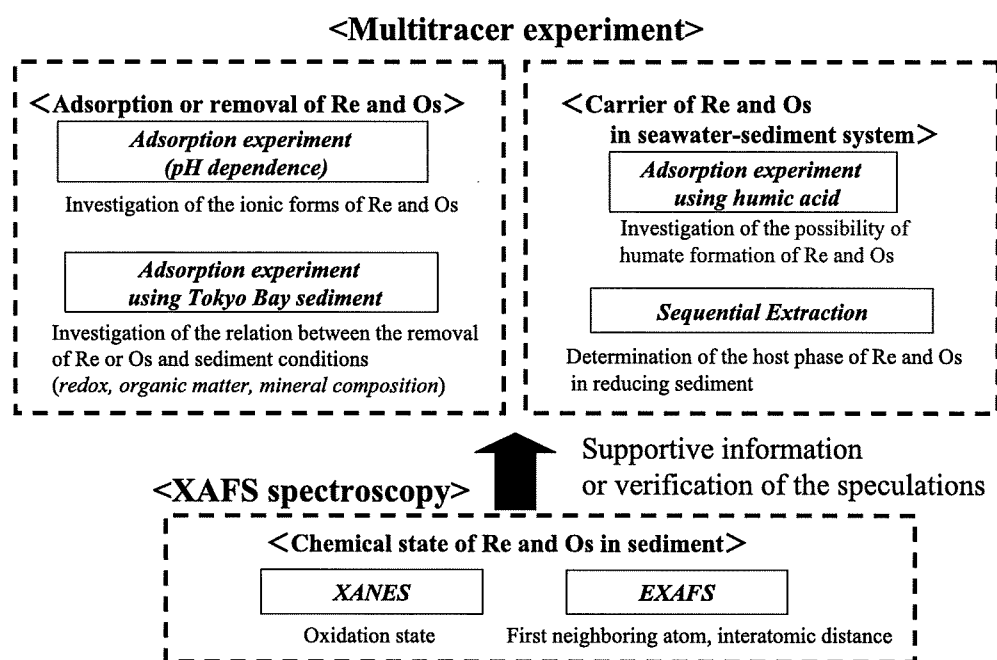 <Multitracer experiment>
<Adsorption or removal of Re and Os>
Adsorption experiment
(pH dependence)
Investigation of the ionic forms of Re and Os
Adsorption experiment
using Tokyo Bay sediment
Investigation of the relation between the removal
of Re or Os and sediment conditions
(redox, organic matter, mineral composition)
<Carrier of Re and Os
in seawater-sediment system>
Adsorption experiment
using humic acid
Investigation of the possibility of
humate formation of Re and Os
Sequential Extraction
Determination of the host phase of Re and Os
in reducing sediment
Supportive information
or verification of the speculations
<XAFS spectroscopy>
<Chemical state of Re and Os in sediment>
XANES
Oxidation state
EXAFS
First neighboring atom, interatomic distance